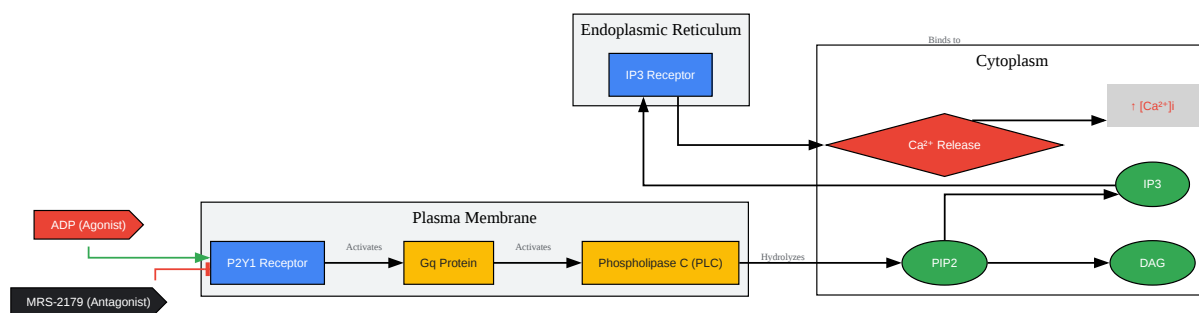 Endoplasmic Reticulum
IP3 Receptor
Binds to
Cytoplasm
↑ [Ca²⁺]i
Ca²⁺ Release
IP3
ADP (Agonist)
Plasma Membrane
P2Y1 Receptor
Activates
Gq Protein
Activates
Phospholipase C (PLC)
Hydrolyzes
PIP2
DAG
MRS-2179 (Antagonist)